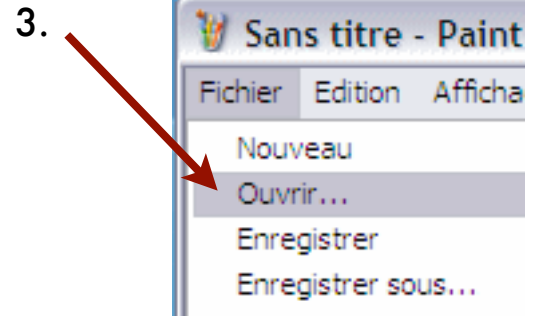 3.
Sans titre - Paint
Fichier Edition Afficha
Nouveau
Ouvrir...
Enregistrer
Enregistrer sous...